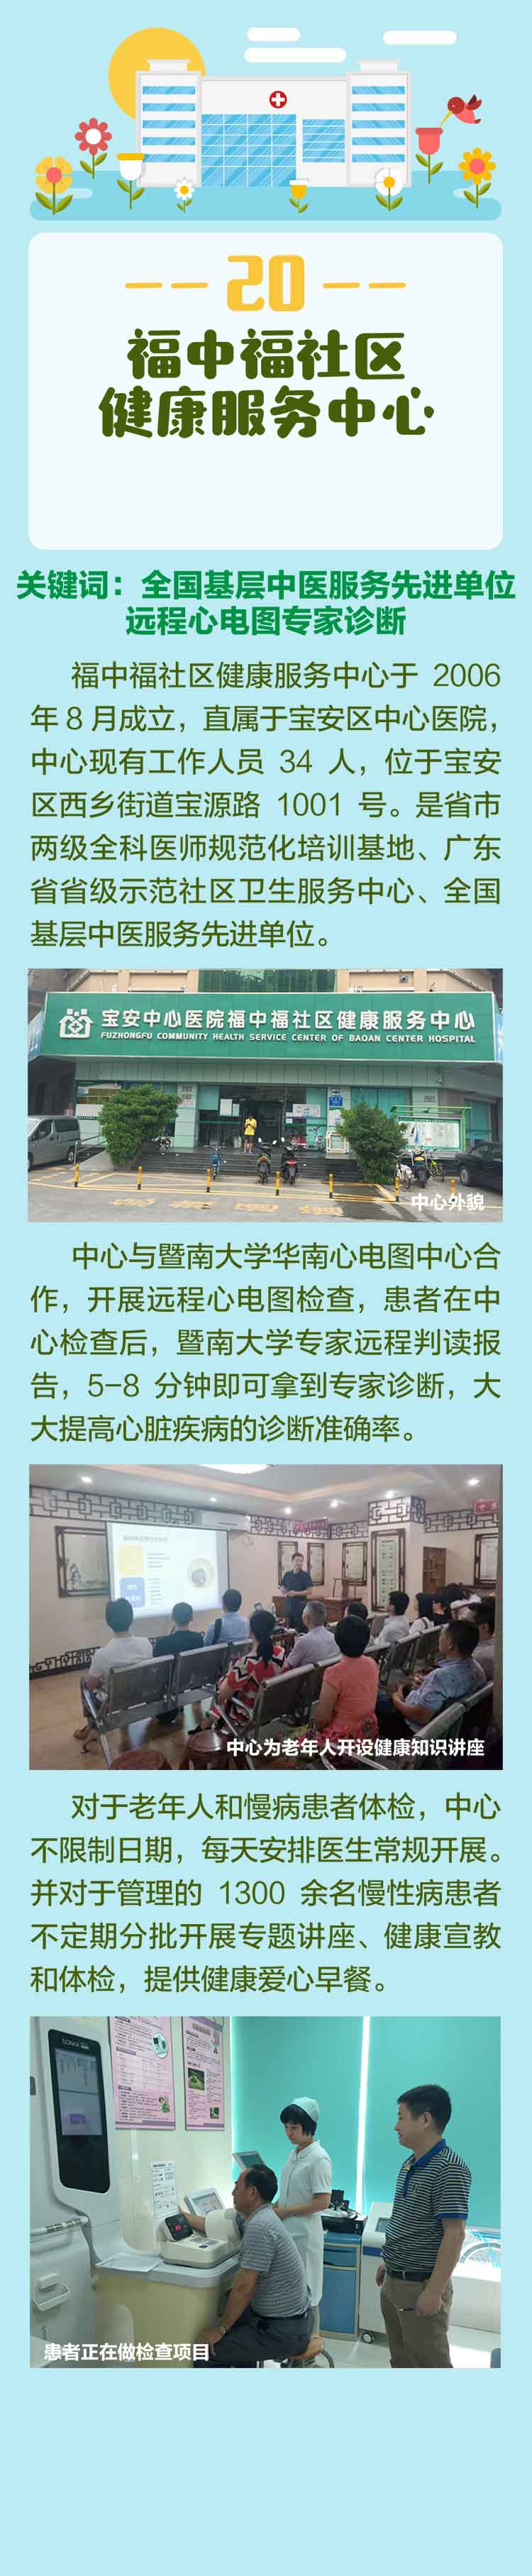 20
福中福社区
健康服务中心
关键词：全国基层中医服务先进单位
远程心电图专家诊断
福中福社区健康服务中心于 2006
年 8 月成立，直属于宝安区中心医院，
中心现有工作人员 34 人，位于宝安
区西乡街道宝源路 1001 号。是省市
两级全科医师规范化培训基地、广东
省省级示范社区卫生服务中心、全国
基层中医服务先进单位。
宝安中心医院福中福社区健康服务中心
FUZHONGFU COMMUNITY HEALTH SERVICE CENTER OF BAOAN CENTER HOSPITAL
中心外貌
中心与暨南大学华南心电图中心合
作，开展远程心电图检查，患者在中
心检查后，暨南大学专家远程判读报
告，5-8 分钟即可拿到专家诊断，大
大提高心脏疾病的诊断准确率。
中心为老年人开设健康知识讲座
对于老年人和慢病患者体检，中心
不限制日期，每天安排医生常规开展。
并对于管理的 1300 余名慢性病患者
不定期分批开展专题讲座、健康宣教
和体检，提供健康爱心早餐。
SONKA
患者正在做检查项目